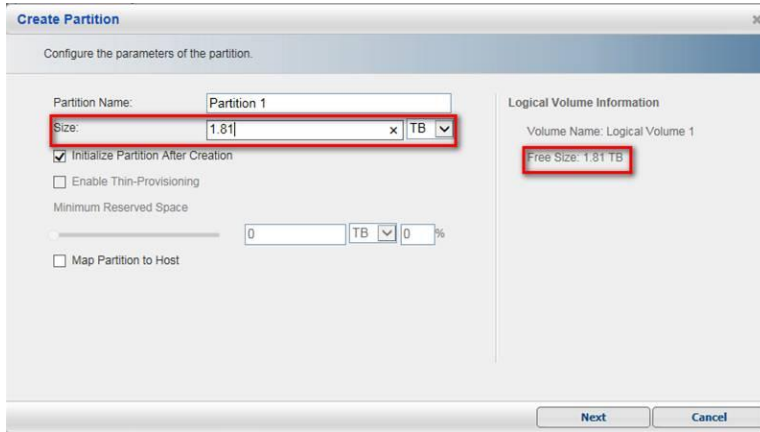 Create Partition
Configure the parameters of the partition.
Partition Name: Partition 1
Size: 1.81 x TB
Initialize Partition After Creation
Enable Thin-Provisioning
Minimum Reserved Space
0 TB 0 %
Map Partition to Host
Logical Volume Information
Volume Name: Logical Volume 1
Free Size: 1.81 TB
Next Cancel